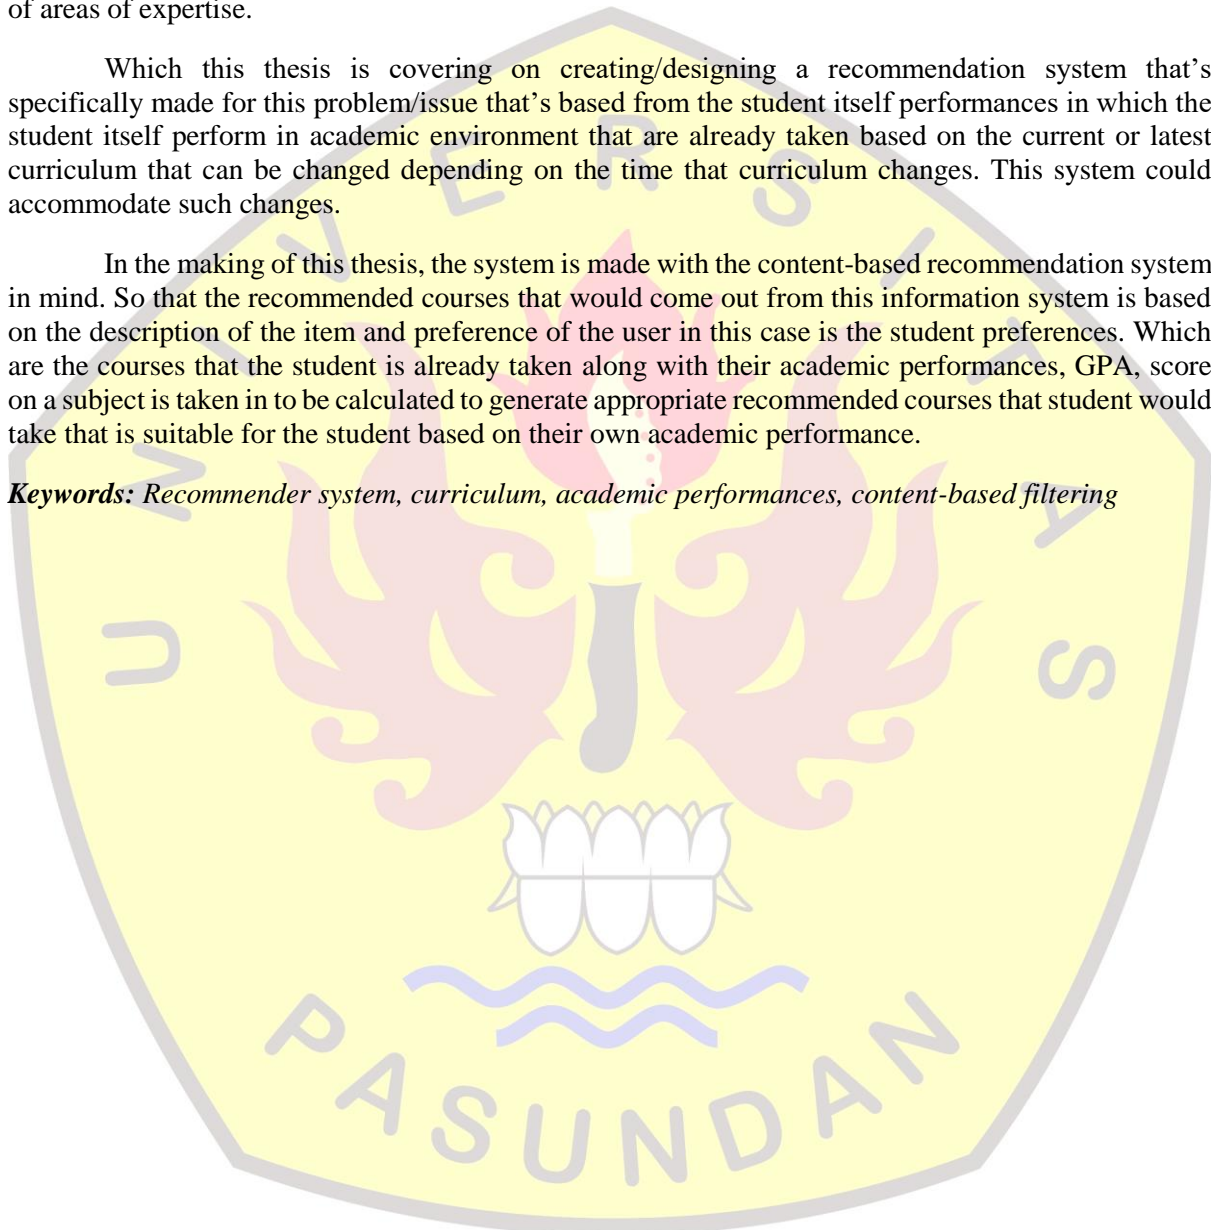 of areas of expertise.
Which this thesis is covering on creating/designing a recommendation system that's
specifically made for this problem/issue that's based from the student itself performances in which the
student itself perform in academic environment that are already taken based on the current or latest
curriculum that can be changed depending on the time that curriculum changes. This system could
accommodate such changes.
In the making of this thesis, the system is made with the content-based recommendation system
in mind. So that the recommended courses that would come out from this information system is based
on the description of the item and preference of the user in this case is the student preferences. Which
are the courses that the student is already taken along with their academic performances, GPA, score
on a subject is taken in to be calculated to generate appropriate recommended courses that student would
take that is suitable for the student based on their own academic performance.
Keywords: Recommender system, curriculum, academic performances, content-based filtering
UNIVERSITAS
PASUNDAN